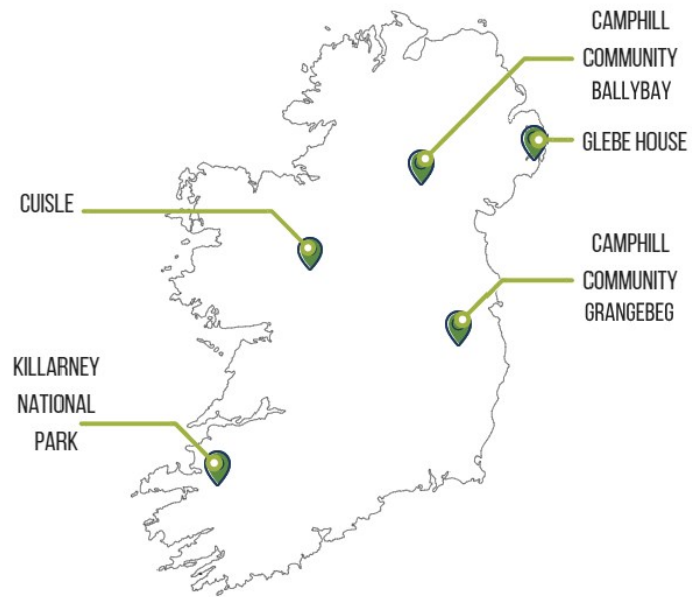 CAMPHILL
COMMUNITY
BALLYBAY
GLEBE HOUSE
CUISLE
CAMPHILL
COMMUNITY
GRANGEBEG
KILLARNEY
NATIONAL
PARK